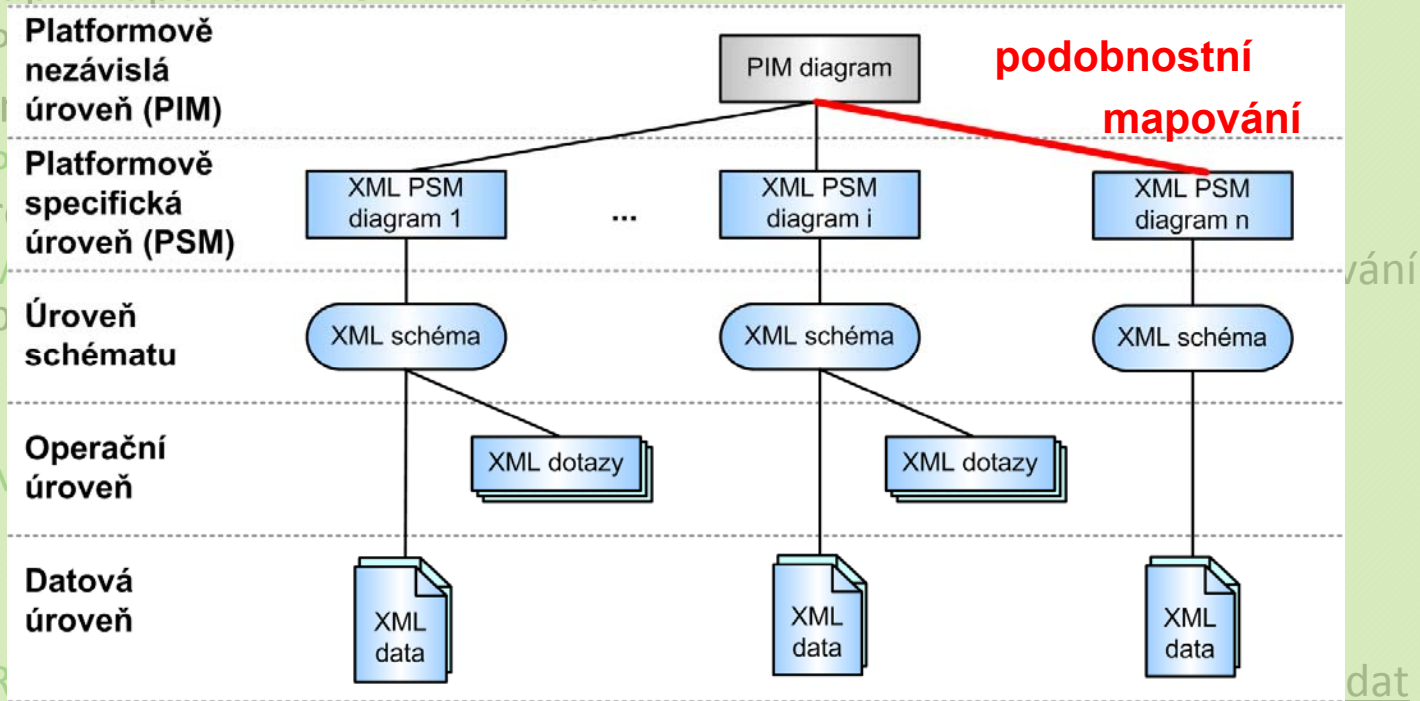 Platformově
nezávislá
úroveň (PIM)
PIM diagram
podobnostní
mapování
Platformově
specifická
úroveň (PSM)
XML PSM
diagram 1
...
XML PSM
diagram i
XML PSM
diagram n
vání
Úroveň
schématu
XML schéma
XML schéma
XML schéma
Operační
úroveň
XML dotazy
XML dotazy
Datová
úroveň
XML
data
XML
data
XML
data
dat